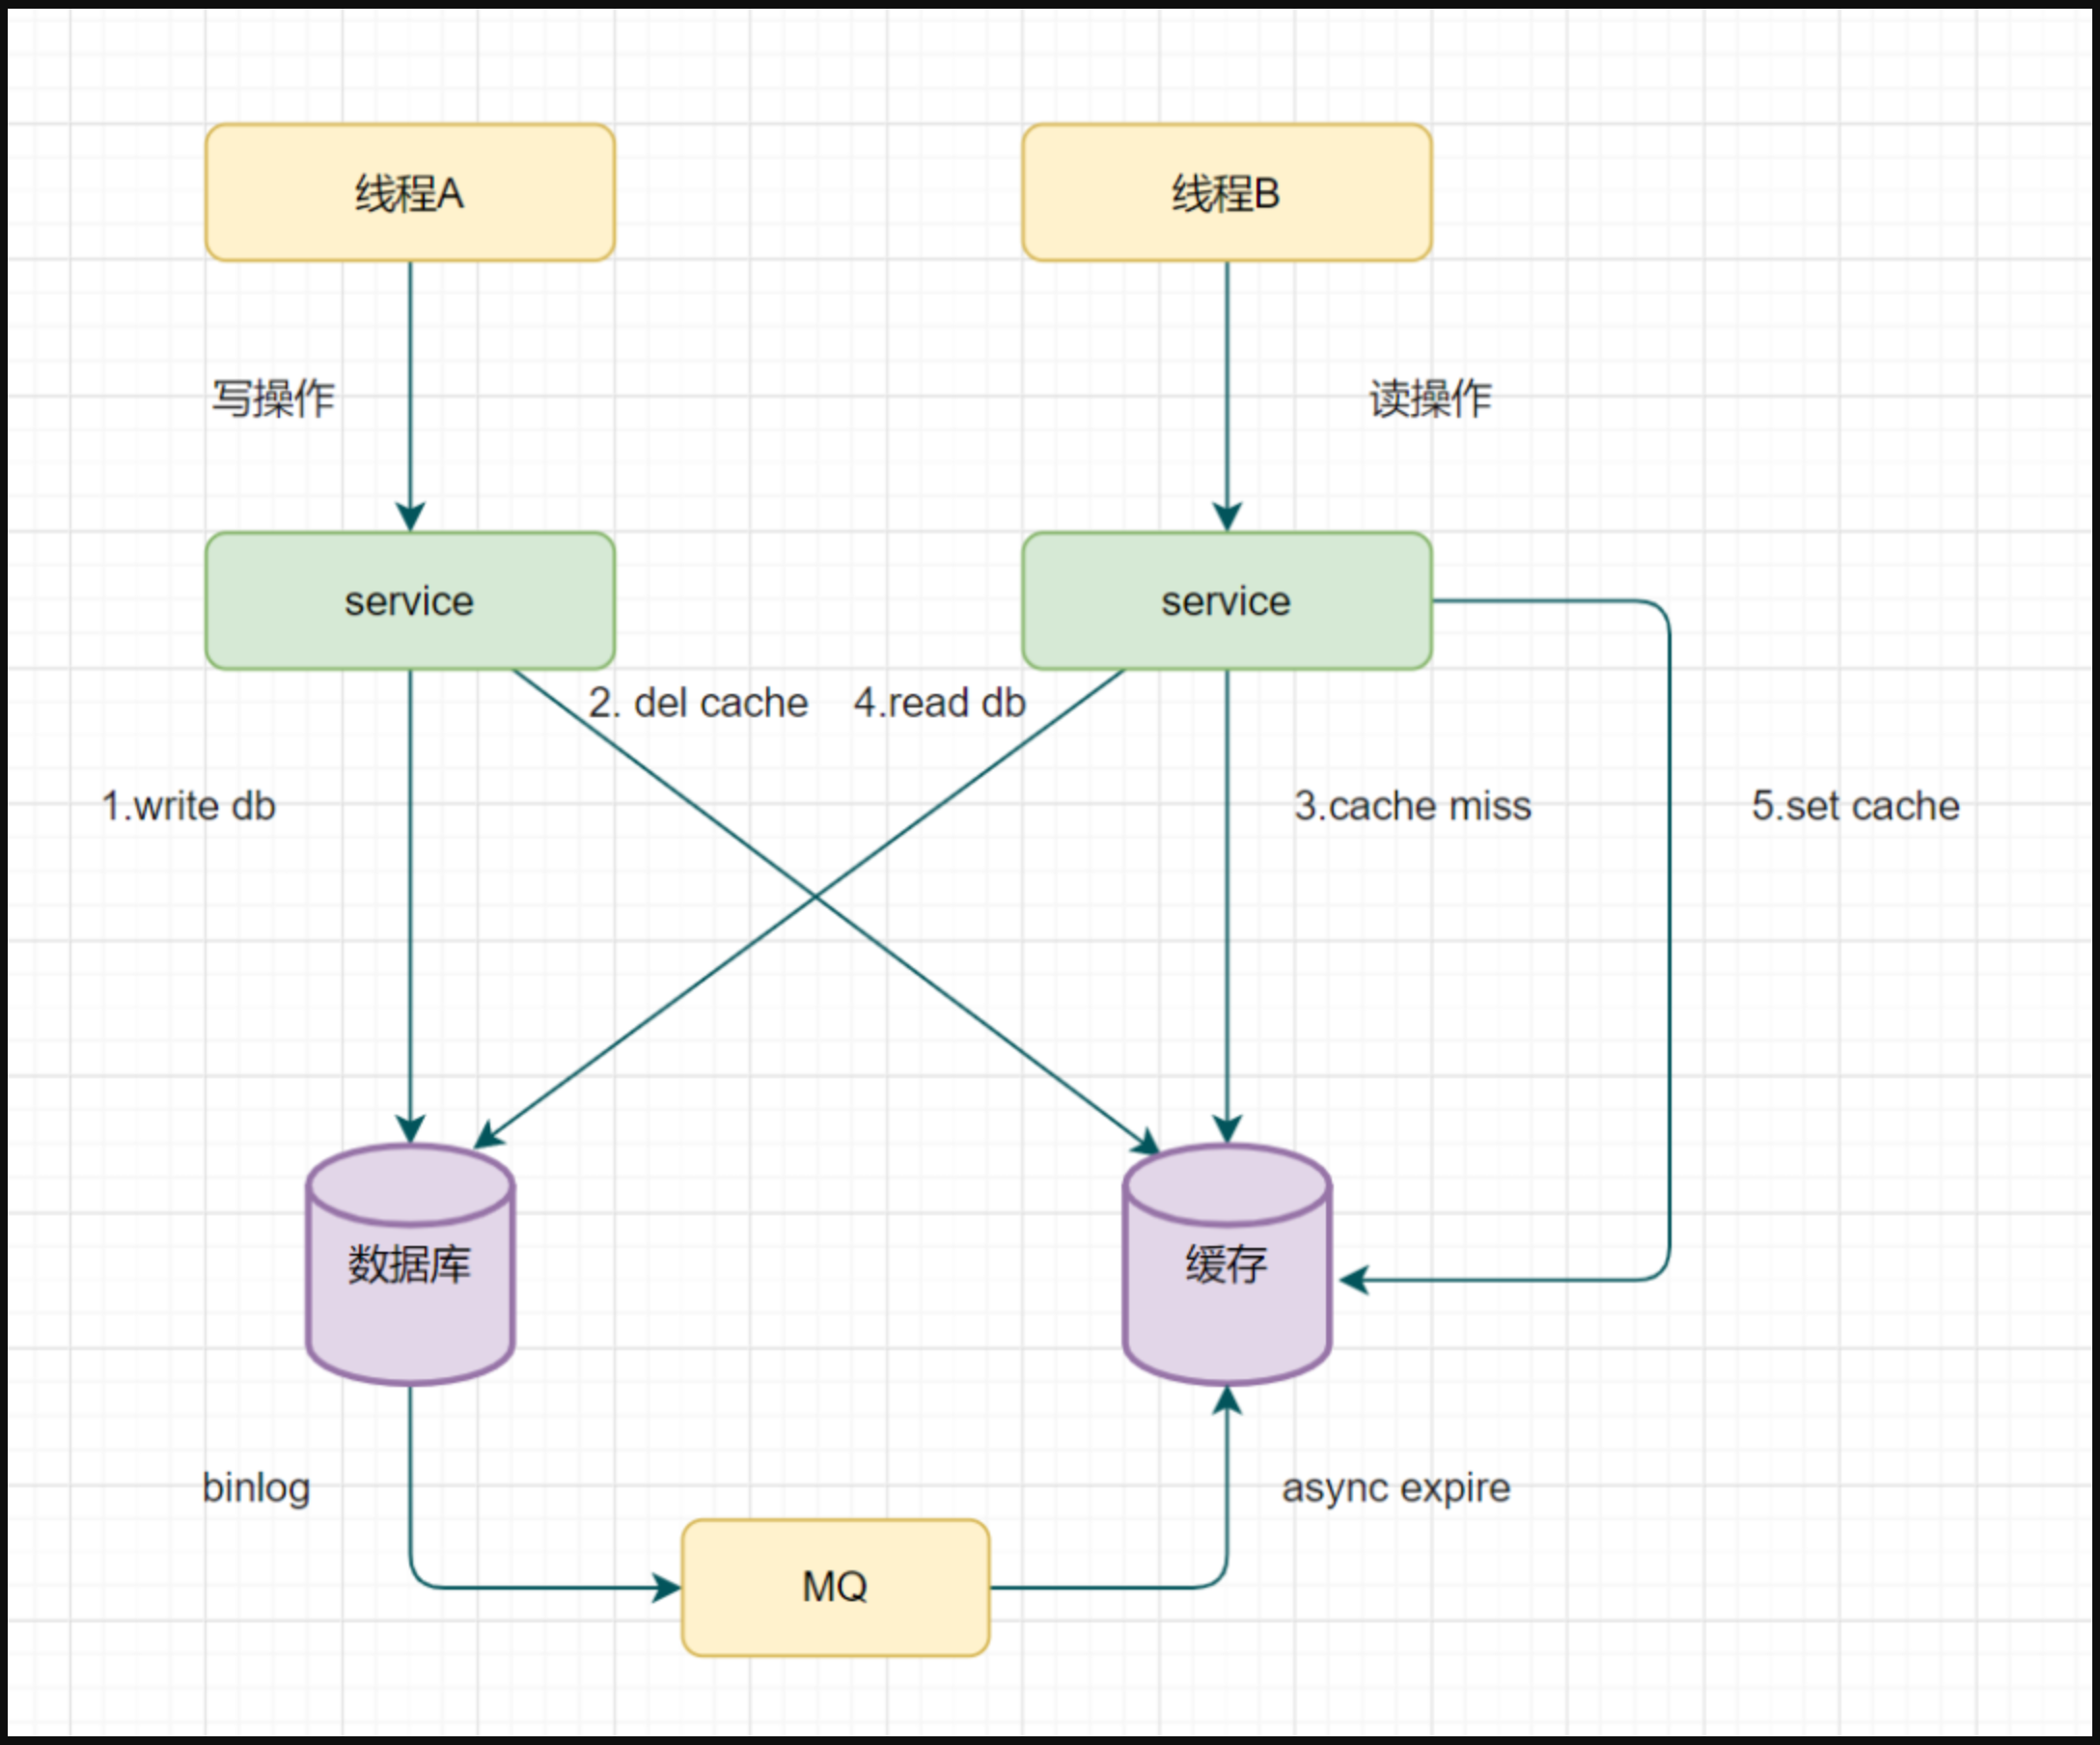 线程A
线程B
写操作
读操作
service
service
2. del cache
4.read db
1.write db
3.cache miss
5.set cache
数据库
缓存
binlog
async expire
MQ